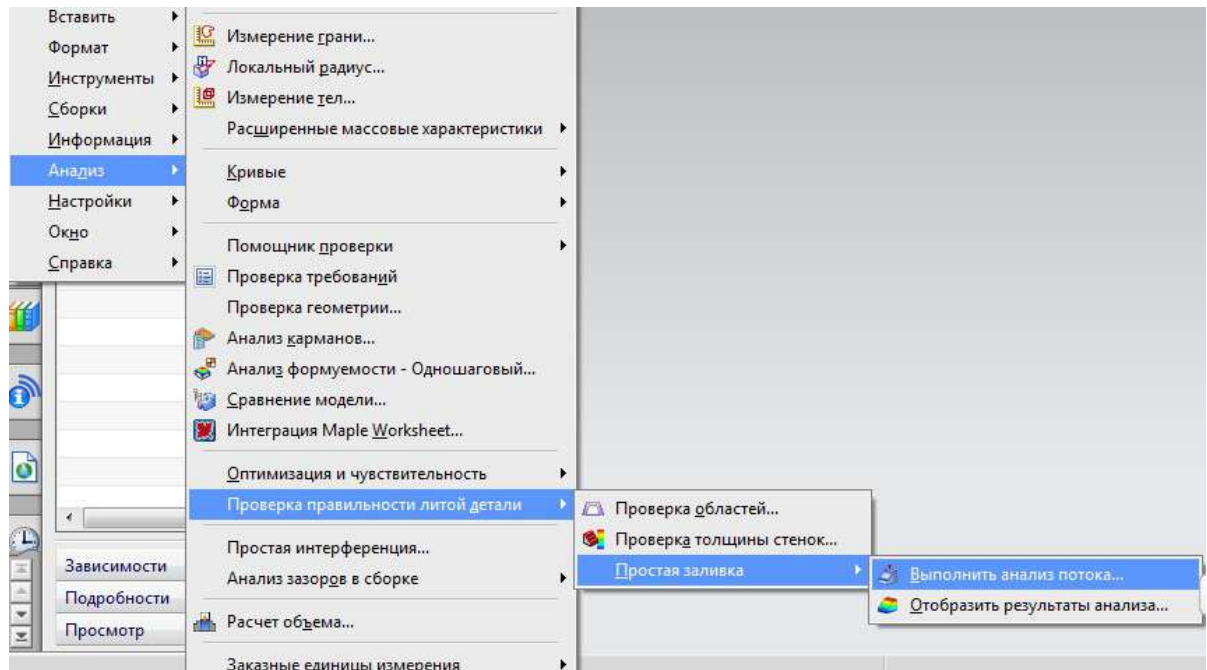 Вставить
Формат
Инструменты
Сборки
Информация
Анализ
Настройки
Окно
Справка
Измерение грани...
Локальный радиус...
Измерение тел...
Расширенные массовые характеристики
Кривые
Форма
Помощник проверки
Проверка требований
Проверка геометрии...
Анализ карманов...
Анализ формуемости - Одношаговый...
Сравнение модели...
Интеграция Maple Worksheet...
Оптимизация и чувствительность
Проверка правильности литой детали
Простая интерференция...
Анализ зазоров в сборке
Расчет объема...
Заказные единицы измерения
Проверка областей...
Проверка толщины стенок...
Простая заливка
Выполнить анализ потока...
Отобразить результаты анализа...
Зависимости
Подробности
Просмотр